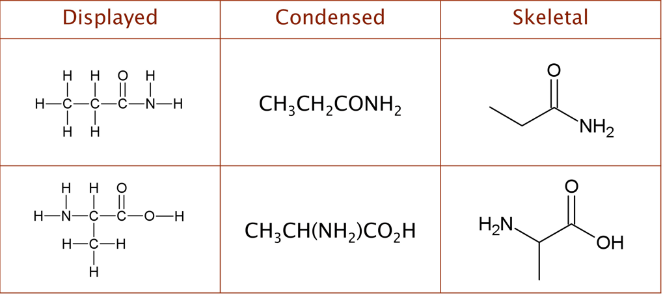 Displayed Condensed Skeletal
H H O H
H C C C N H
H H
CH₃CH₂CONH₂
O
NH₂
H H O
H N C C O H
H C H
H
CH₃CH(NH₂)CO₂H
O
H₂N
OH